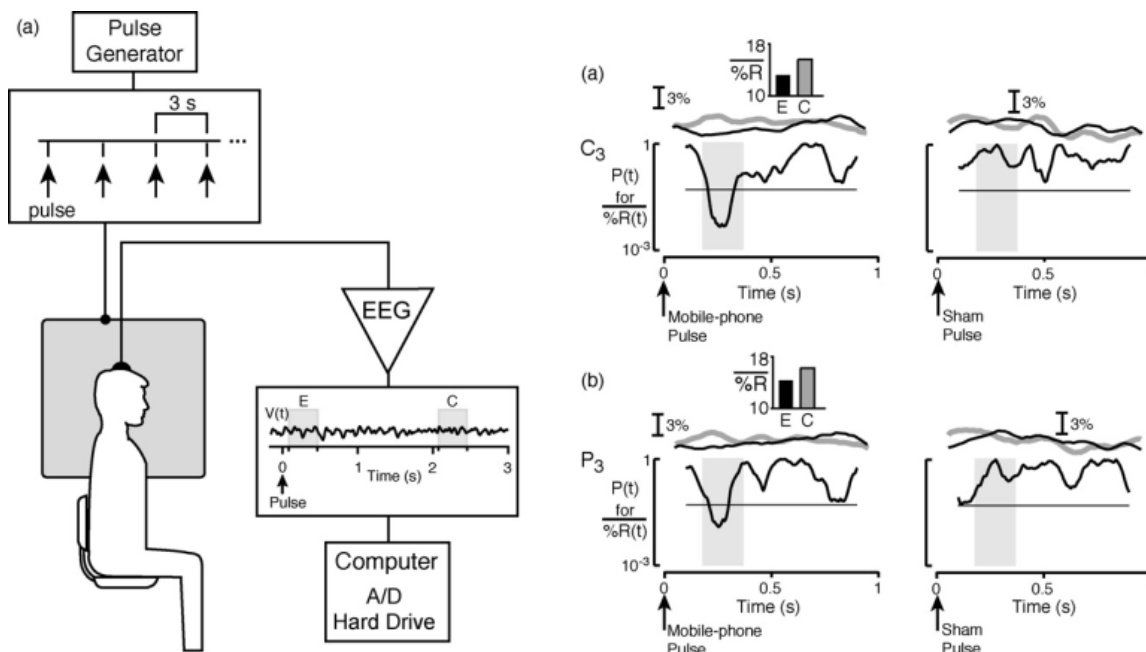 (a)
Pulse
Generator
3 s
...
pulse
EEG
E
C
V(t)
0
1
2
3
Time (s)
Pulse
Computer
A/D
Hard Drive
(a)
18
%R
10
E C
3%
3%
C3
1
P(t)
for
%R(t)
10-3
0
0.5
1
Time (s)
Mobile-phone
Pulse
0
0.5
Time (s)
Sham
Pulse
(b)
18
%R
10
E C
3%
3%
P3
1
P(t)
for
%R(t)
10-3
0
0.5
1
Time (s)
Mobile-phone
Pulse
0
0.5
Time (s)
Sham
Pulse